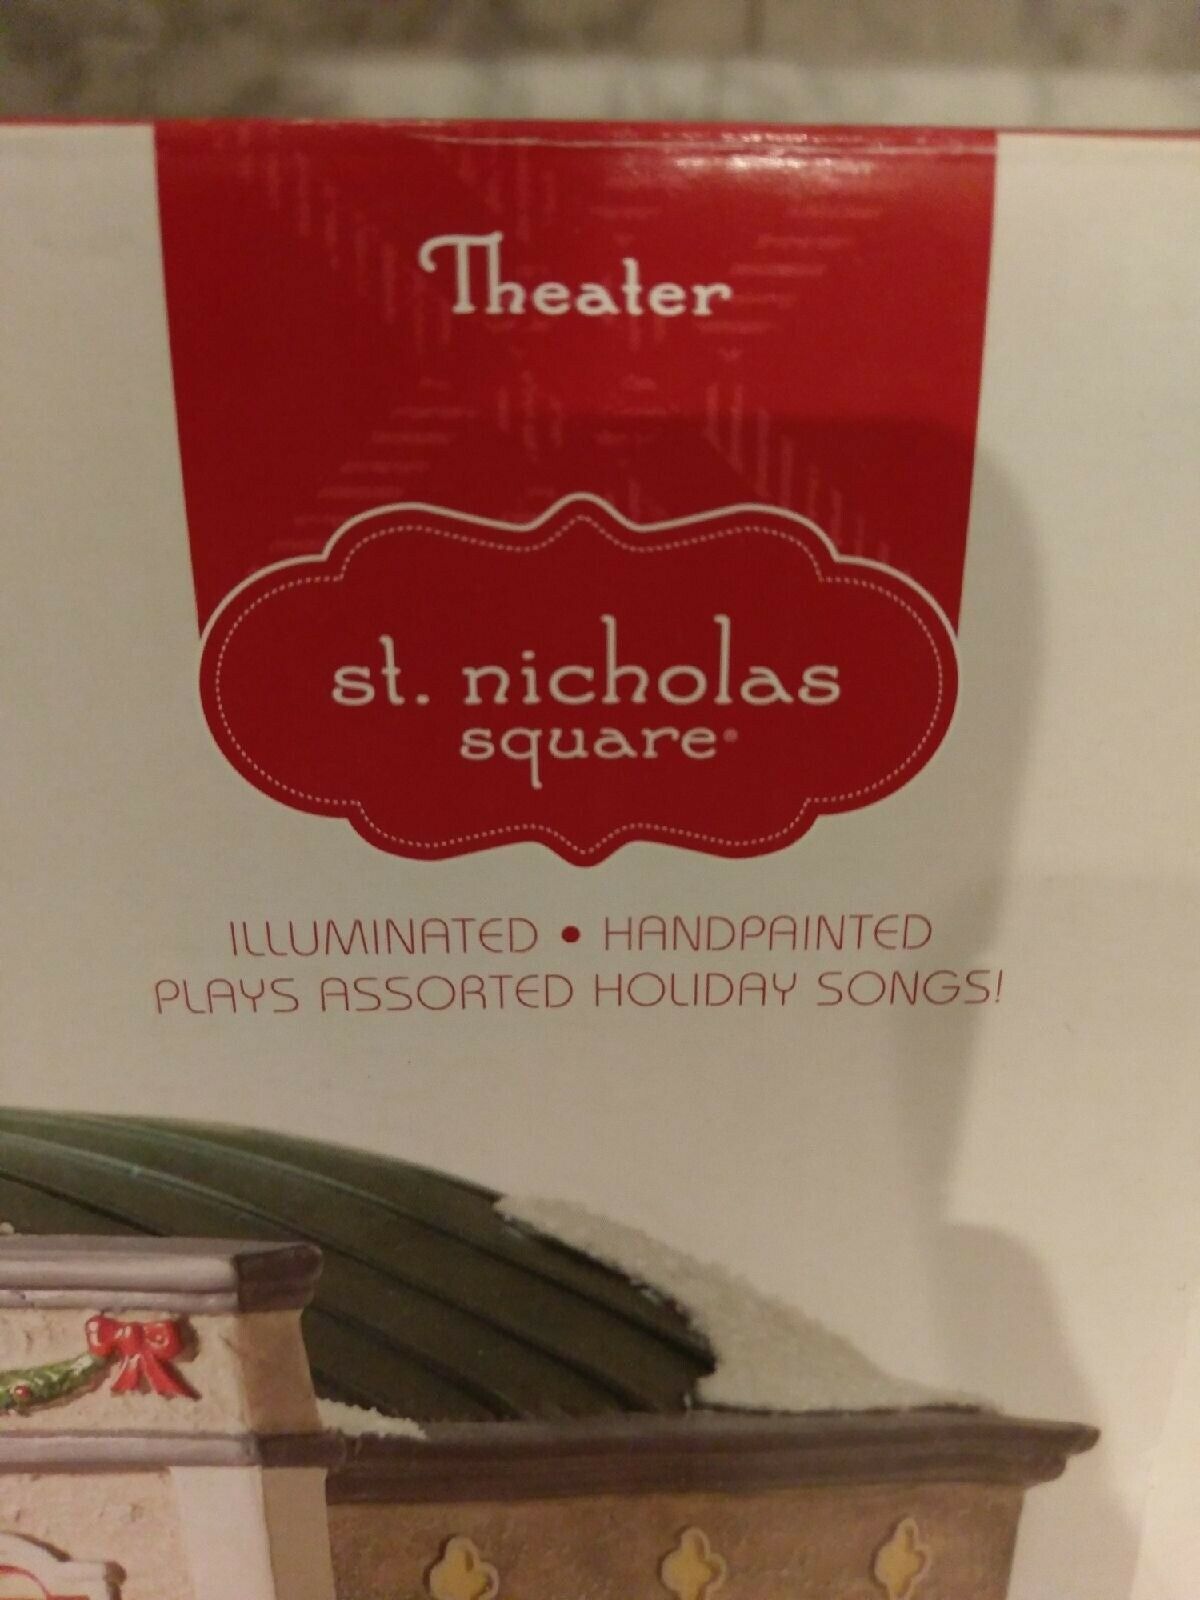 Theater
st. nicholas
square®
ILLUMINATED • HANDPAINTED
PLAYS ASSORTED HOLIDAY SONGS!